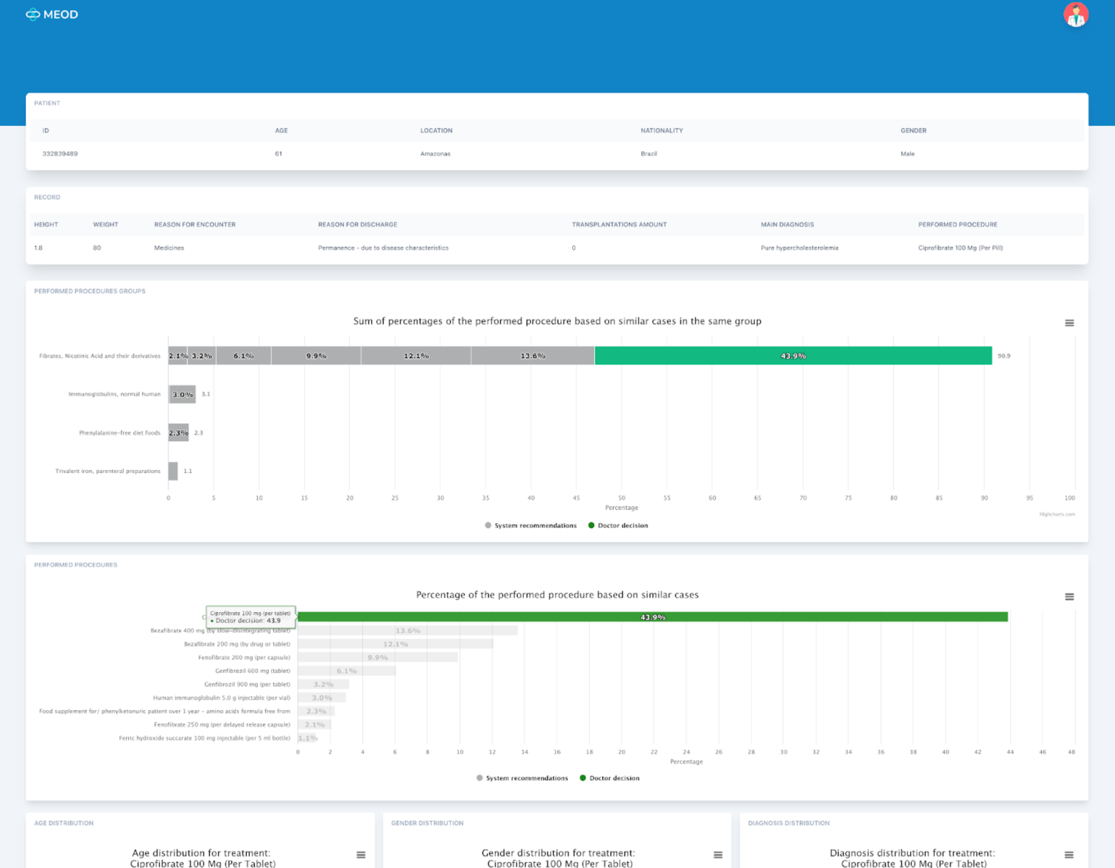 MEOD
PATIENT
ID AGE LOCATION NATIONALITY GENDER
332839489 61 Amazonas Brazil Male
RECORD
HEIGHT WEIGHT REASON FOR ENCOUNTER REASON FOR DISCHARGE TRANSPLANTATIONS AMOUNT MAIN DIAGNOSIS PERFORMED PROCEDURE
1.8 80 Medicines Permanence - due to disease characteristics 0 Pure hypercholesterolemia Ciprofibrate 100 Mg (Per Pill)
PERFORMED PROCEDURES GROUPS
Sum of percentages of the performed procedure based on similar cases in the same group
Fibrates, Nicotinic Acid and their derivatives 2.1% 3.2% 6.1% 9.9% 12.1% 13.6% 43.9% 90.9
Immunoglobulins, normal human 3.0% 3.1
Phenylalanine-free diet foods 2.3% 2.3
Trivalent iron, parenteral preparations 1.1
0 5 10 15 20 25 30 35 40 45 50 55 60 65 70 75 80 85 90 95 100
Percentage
Highcharts.com
System recommendations Doctor decision
PERFORMED PROCEDURES
Percentage of the performed procedure based on similar cases
Ciprofibrate 100 mg (per tablet)
• Doctor decision: 43.9
43.9%
Bezafibrate 400 mg (by slow-disintegrating tablet) 13.6%
Bezafibrate 200 mg (by drug or tablet) 12.1%
Fenofibrate 200 mg (per capsule) 9.9%
Genfibrozil 600 mg (tablet) 6.1%
Genfibrozil 900 mg (per tablet) 3.2%
Human immunoglobulin 5.0 g injectable (per vial) 3.0%
Food supplement for/ phenylketonuric patient over 1 year - amino acids formula free from 2.3%
Fenofibrate 250 mg (per delayed release capsule) 2.1%
Ferric hydroxide sucarate 100 mg injectable (per 5 ml bottle) 1.1%
0 2 4 6 8 10 12 14 16 18 20 22 24 26 28 30 32 34 36 38 40 42 44 46 48
Percentage
System recommendations Doctor decision
AGE DISTRIBUTION GENDER DISTRIBUTION DIAGNOSIS DISTRIBUTION
Age distribution for treatment: Gender distribution for treatment: Diagnosis distribution for treatment:
Ciprofibrate 100 Mg (Per Tablet) Ciprofibrate 100 Mg (Per Tablet) Ciprofibrate 100 Mg (Per Tablet)